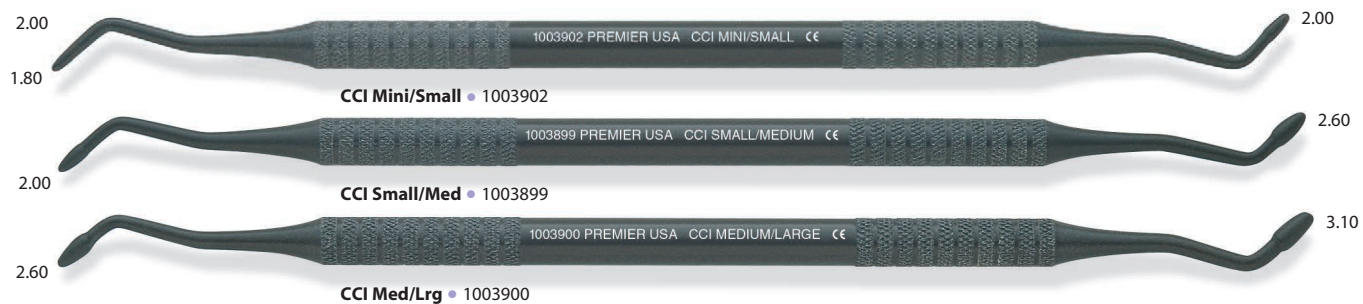 2.00
1003902 PREMIER USA CCI MINI/SMALL CE
2.00
1.80
CCI Mini/Small • 1003902
1003899 PREMIER USA CCI SMALL/MEDIUM CE
2.60
2.00
CCI Small/Med • 1003899
1003900 PREMIER USA CCI MEDIUM/LARGE CE
3.10
2.60
CCI Med/Lrg • 1003900